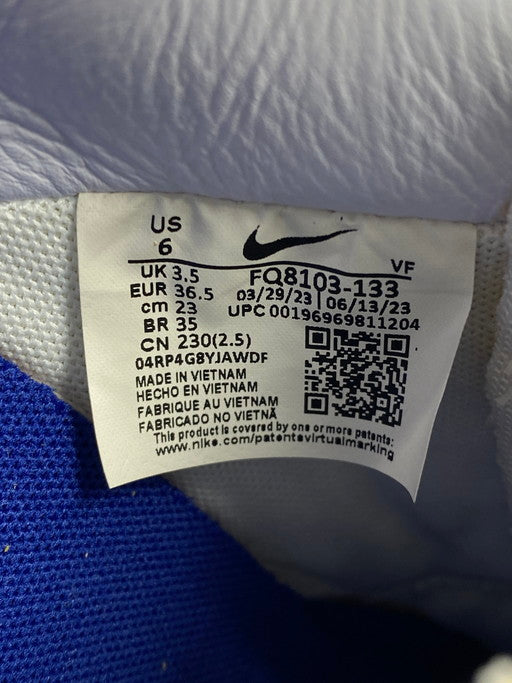 US
6
VF
UK 3.5
FQ8103-133
EUR 36.5
03/29/23 | 06/13/23
cm 23
UPC 00196969811204
BR 35
CN 230(2.5)
04RP4G8YJAWDF
MADE IN VIETNAM
HECHO EN VIETNAM
FABRIQUE AU VIETNAM
FABRICADO NO VIETNÃ
This product is covered by one or more patents:
www.nike.com/patentsvirtualmarking